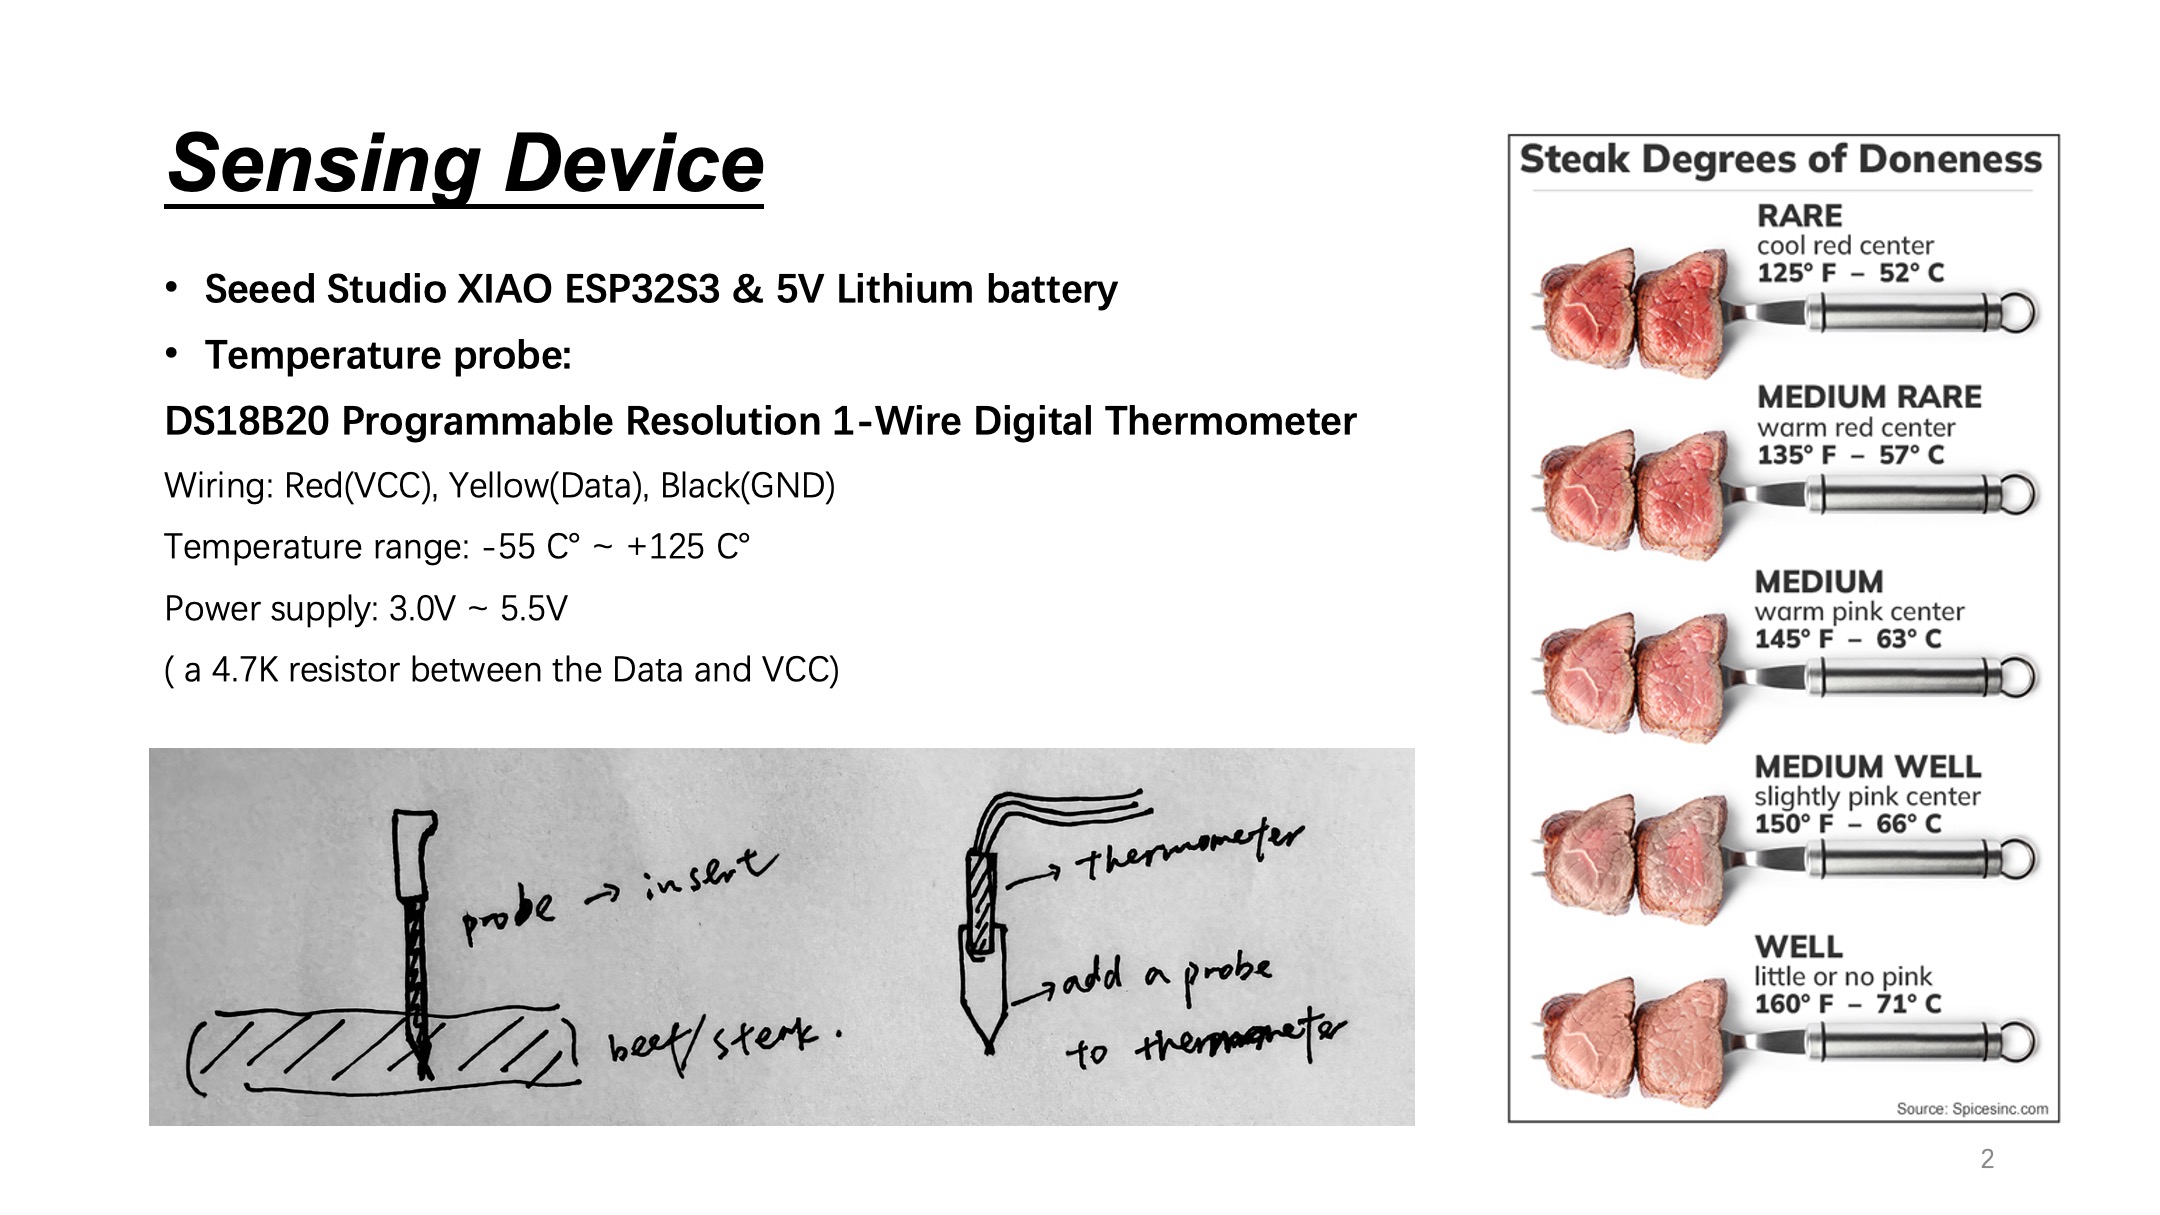 Sensing Device
• Seeed Studio XIAO ESP32S3 & 5V Lithium battery
• Temperature probe:
DS18B20 Programmable Resolution 1-Wire Digital Thermometer
Wiring: Red(VCC), Yellow(Data), Black(GND)
Temperature range: -55 C° ~ +125 C°
Power supply: 3.0V ~ 5.5V
( a 4.7K resistor between the Data and VCC)
probe → insert
beef/steak.
→ thermometer
→ add a probe
to thermometer
Steak Degrees of Doneness
RARE
cool red center
125° F – 52° C
MEDIUM RARE
warm red center
135° F – 57° C
MEDIUM
warm pink center
145° F – 63° C
MEDIUM WELL
slightly pink center
150° F – 66° C
WELL
little or no pink
160° F – 71° C
Source: Spicesinc.com
2